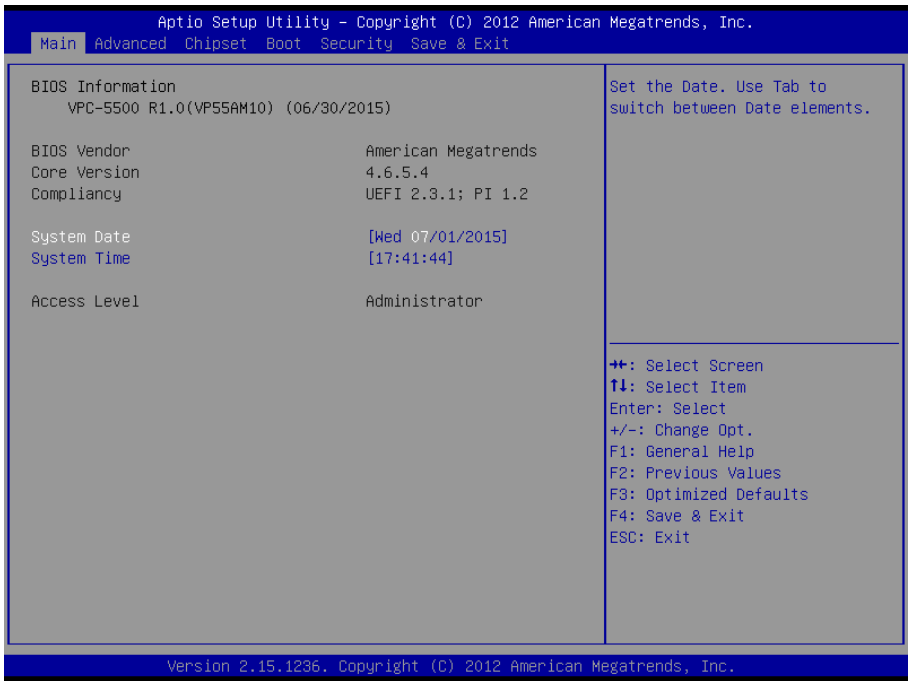 Aptio Setup Utility – Copyright (C) 2012 American Megatrends, Inc.
Main Advanced Chipset Boot Security Save & Exit
BIOS Information
VPC-5500 R1.0(VP55AM10) (06/30/2015)
BIOS Vendor American Megatrends
Core Version 4.6.5.4
Compliancy UEFI 2.3.1; PI 1.2
System Date [Wed 07/01/2015]
System Time [17:41:44]
Access Level Administrator
Set the Date. Use Tab to
switch between Date elements.
→←: Select Screen
↑↓: Select Item
Enter: Select
+/-: Change Opt.
F1: General Help
F2: Previous Values
F3: Optimized Defaults
F4: Save & Exit
ESC: Exit
Version 2.15.1236. Copyright (C) 2012 American Megatrends, Inc.